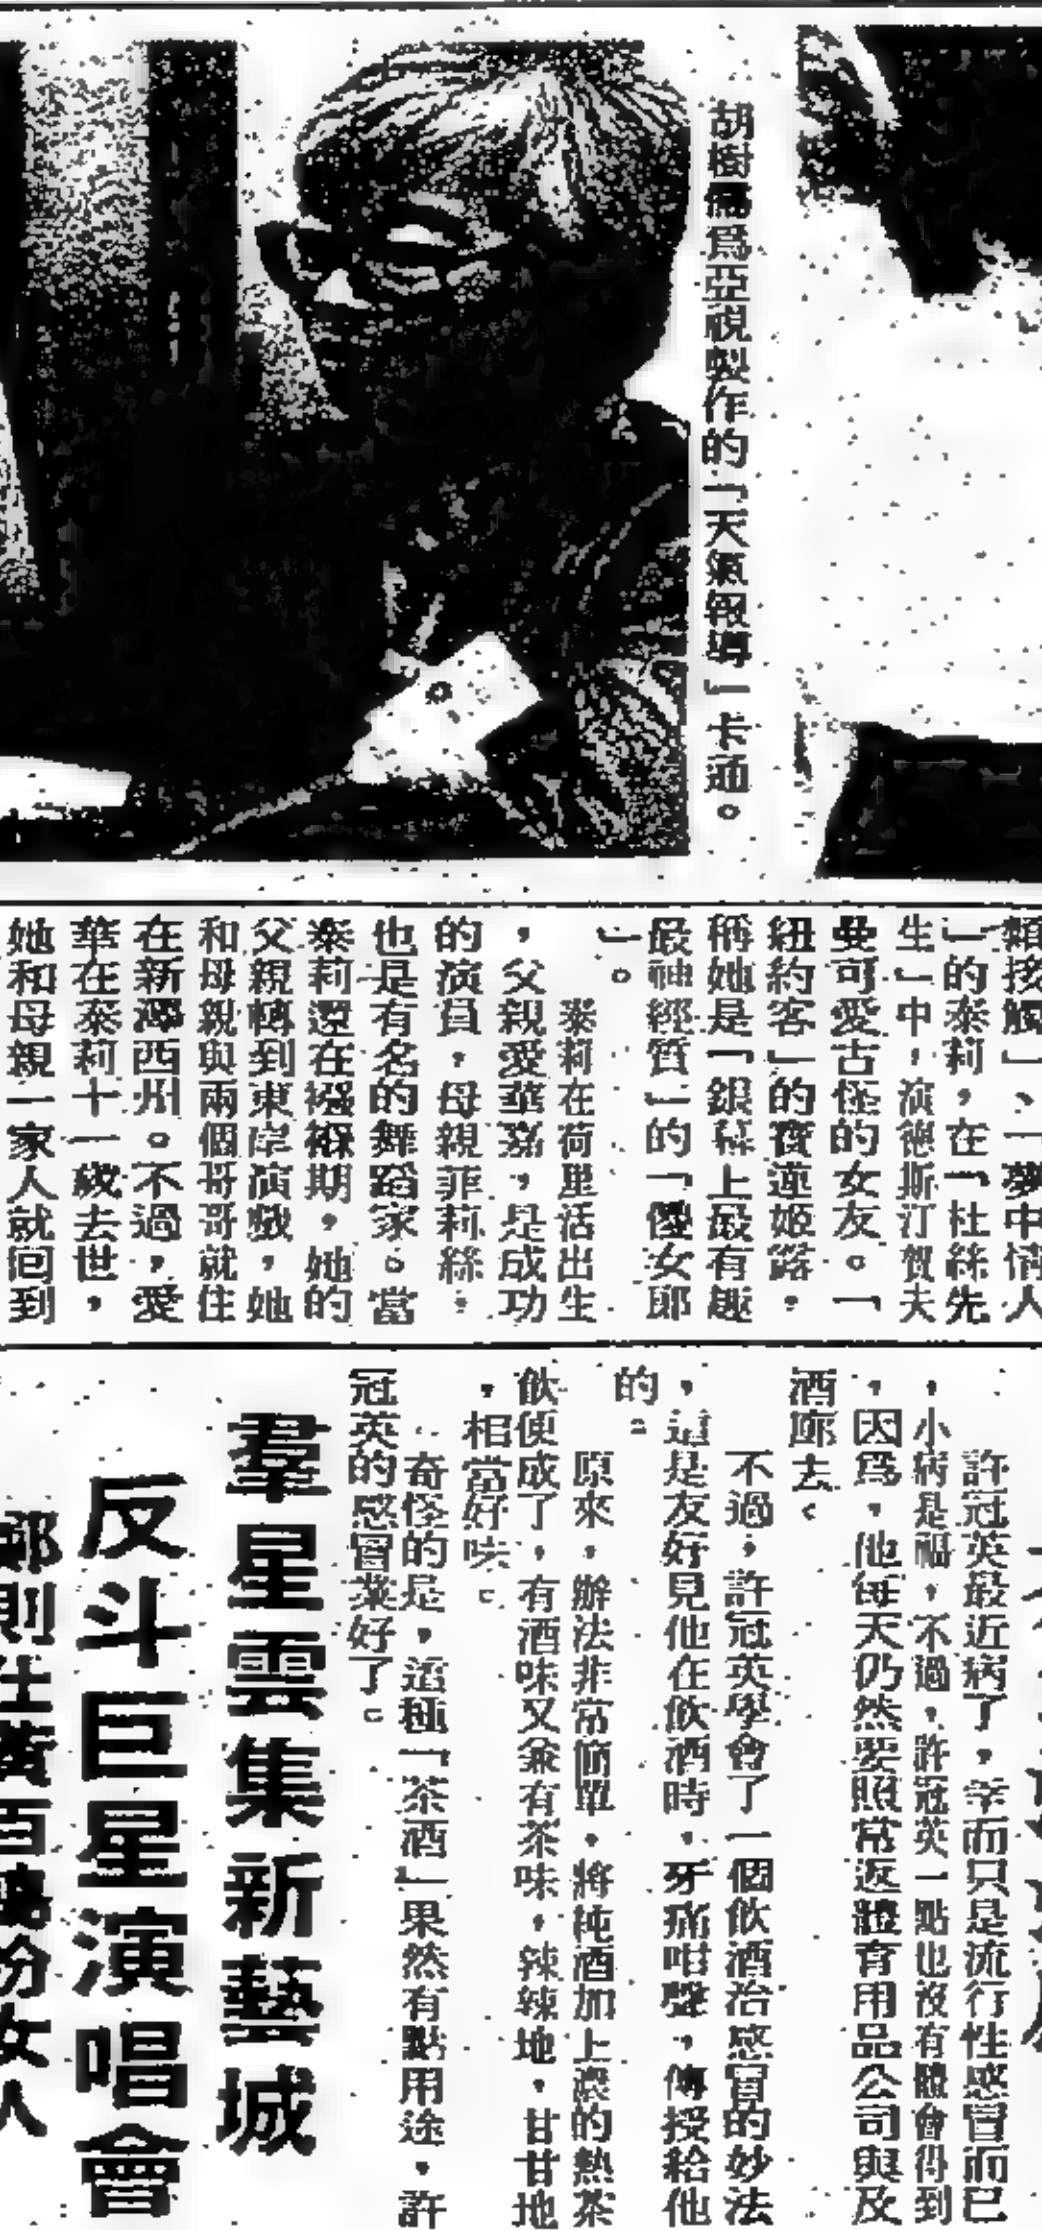 胡樹儒爲亞視製作的「天氣報導」卡通。
類接觸」、「夢中情人
」的泰莉，在「杜絲先
生」中，演德斯汀賀夫
曼可愛古怪的女友。「
紐約客」的寶蓮姬露，
稱她是「銀幕上最有趣
最神經質」的「傻女郎
」。
泰莉在荷里活出生
，父親愛華嘉，是成功
的演員，母親菲莉絲，
也是有名的舞蹈家。當
泰莉還在襁褓期，她的
父親轉到東岸演戲，她
和母親與兩個哥哥就住
在新澤西州。不過，愛
華在泰莉十一歲去世，
她和母親一家人就回到
許冠英最近病了，幸而只是流行性感冒而已
，小病是福，不過，許冠英一點也沒有體會得到
，因爲，他每天仍然要照常返體育用品公司與及
酒廊去。
不過，許冠英學會了一個飲酒治感冒的妙法
，這是友好見他在飲酒時，牙痛咁聲，傳授給他
的。
原來，辦法非常簡單，將純酒加上濃的熱茶
飲便成了，有酒味又兼有茶味，辣辣地，甘甘地
，相當好味。
奇怪的是，這種「茶酒」果然有點用途，許
冠英的感冒菜好了。
羣星雲集新藝城
反斗巨星演唱會
鄭則仕黃百鳴扮女人